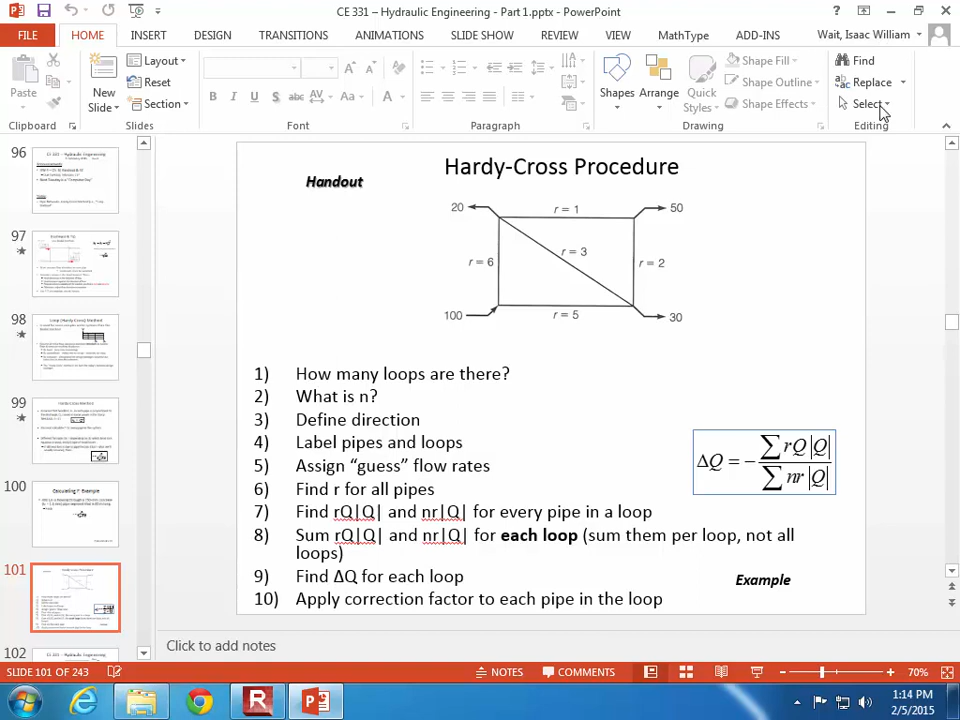 CE 331 – Hydraulic Engineering - Part 1.pptx - PowerPoint
FILE HOME INSERT DESIGN TRANSITIONS ANIMATIONS SLIDE SHOW REVIEW VIEW MathType ADD-INS Wait, Isaac William
Paste
New Slide
Layout
Reset
Section
Shapes Arrange Quick Styles
Shape Fill
Shape Outline
Shape Effects
Find
Replace
Select
Clipboard Slides Font Paragraph Drawing Editing
96
97
98
99
100
101
102
Hardy-Cross Procedure
Handout
20 r = 1 50
r = 6 r = 3 r = 2
100 r = 5 30
1) How many loops are there?
2) What is n?
3) Define direction
4) Label pipes and loops
5) Assign “guess” flow rates
6) Find r for all pipes
7) Find rQ|Q| and nr|Q| for every pipe in a loop
8) Sum rQ|Q| and nr|Q| for each loop (sum them per loop, not all
loops)
9) Find ΔQ for each loop
10) Apply correction factor to each pipe in the loop
ΔQ = − ∑ rQ|Q| / ∑ nr|Q|
Example
Click to add notes
SLIDE 101 OF 243 NOTES COMMENTS 70%
1:14 PM
2/5/2015